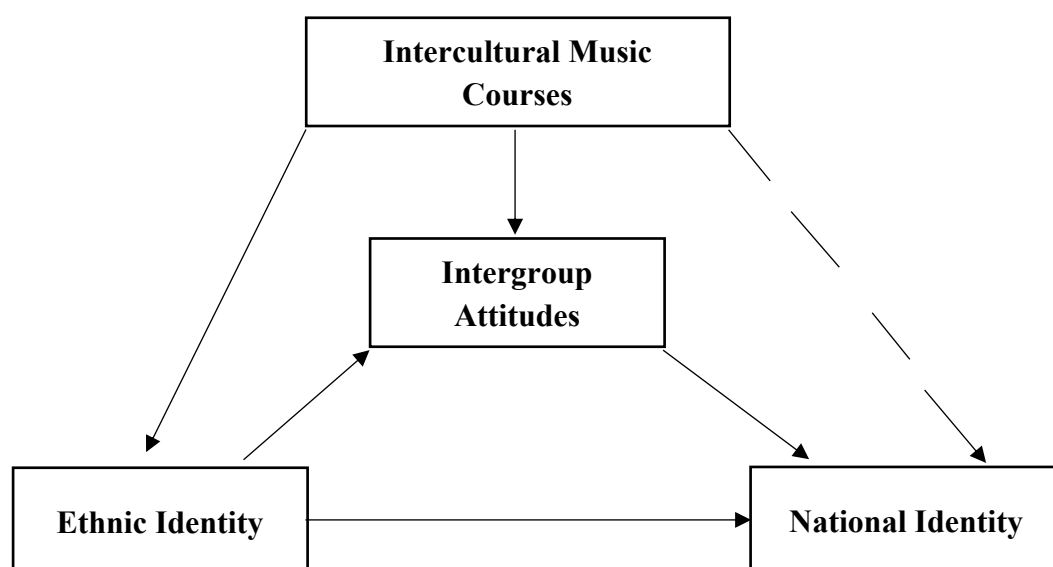 Intercultural Music
Courses
Intergroup
Attitudes
Ethnic Identity
National Identity